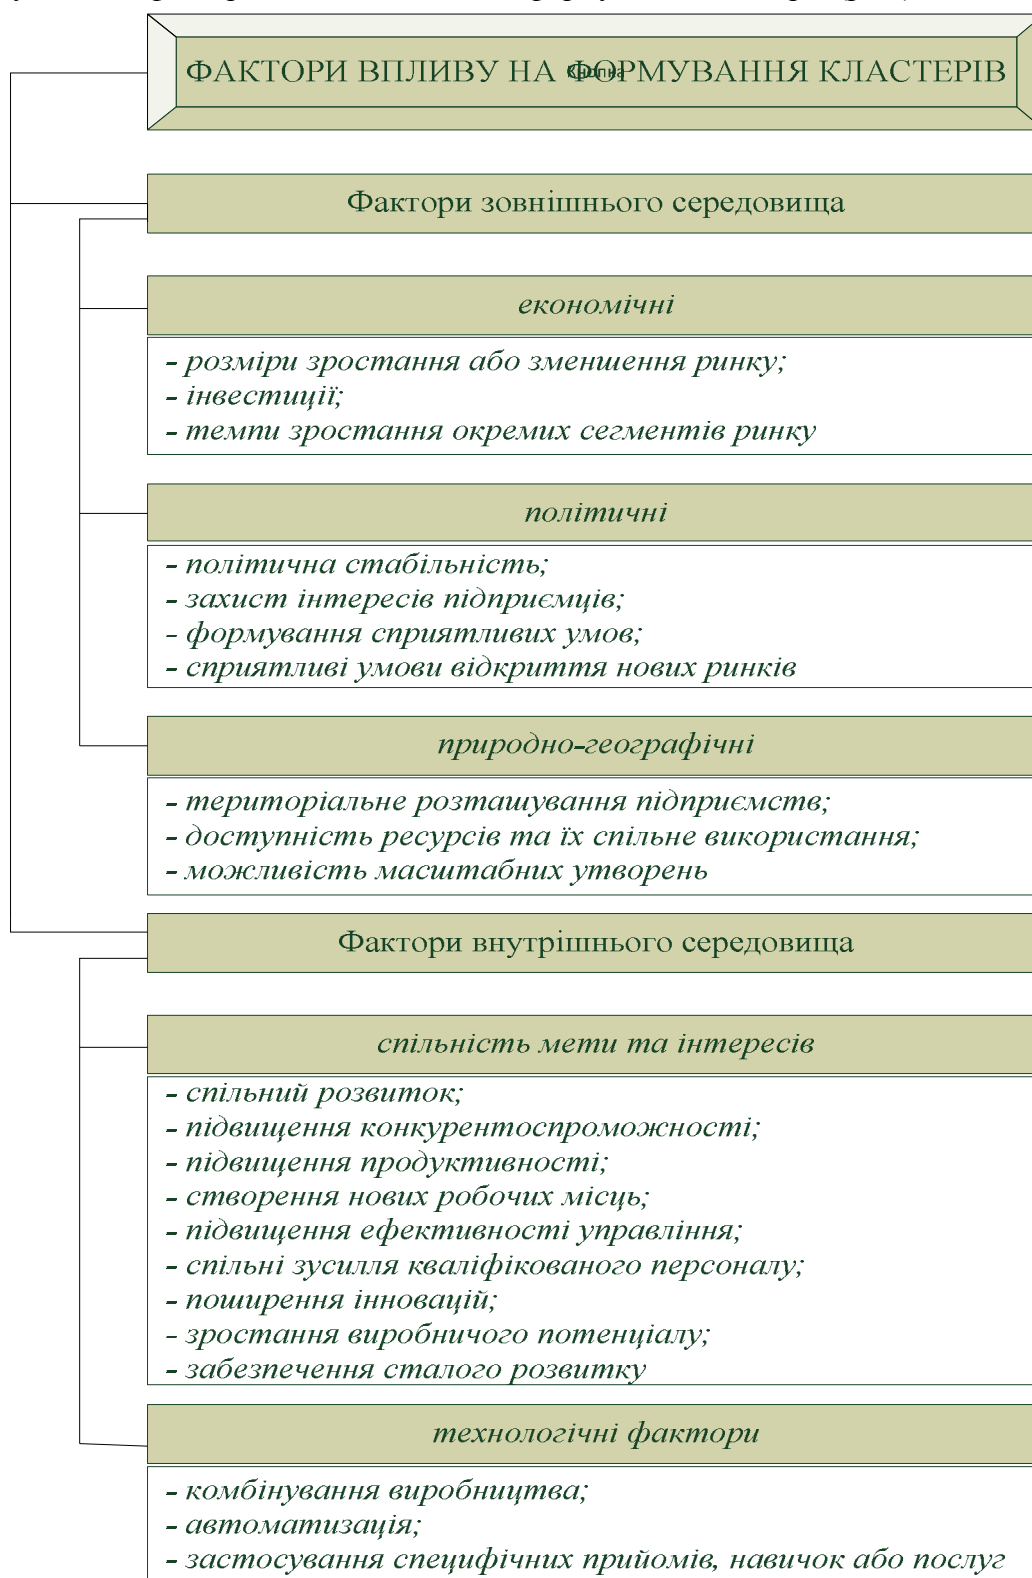 ФАКТОРИ ВПЛИВУ НА ФОРМУВАННЯ КЛАСТЕРІВ
Кнопка
Фактори зовнішнього середовища
економічні
- розміри зростання або зменшення ринку;
- інвестиції;
- темпи зростання окремих сегментів ринку
політичні
- політична стабільність;
- захист інтересів підприємців;
- формування сприятливих умов;
- сприятливі умови відкриття нових ринків
природно-географічні
- територіальне розташування підприємств;
- доступність ресурсів та їх спільне використання;
- можливість масштабних утворень
Фактори внутрішнього середовища
спільність мети та інтересів
- спільний розвиток;
- підвищення конкурентоспроможності;
- підвищення продуктивності;
- створення нових робочих місць;
- підвищення ефективності управління;
- спільні зусилля кваліфікованого персоналу;
- поширення інновацій;
- зростання виробничого потенціалу;
- забезпечення сталого розвитку
технологічні фактори
- комбінування виробництва;
- автоматизація;
- застосування специфічних прийомів, навичок або послуг